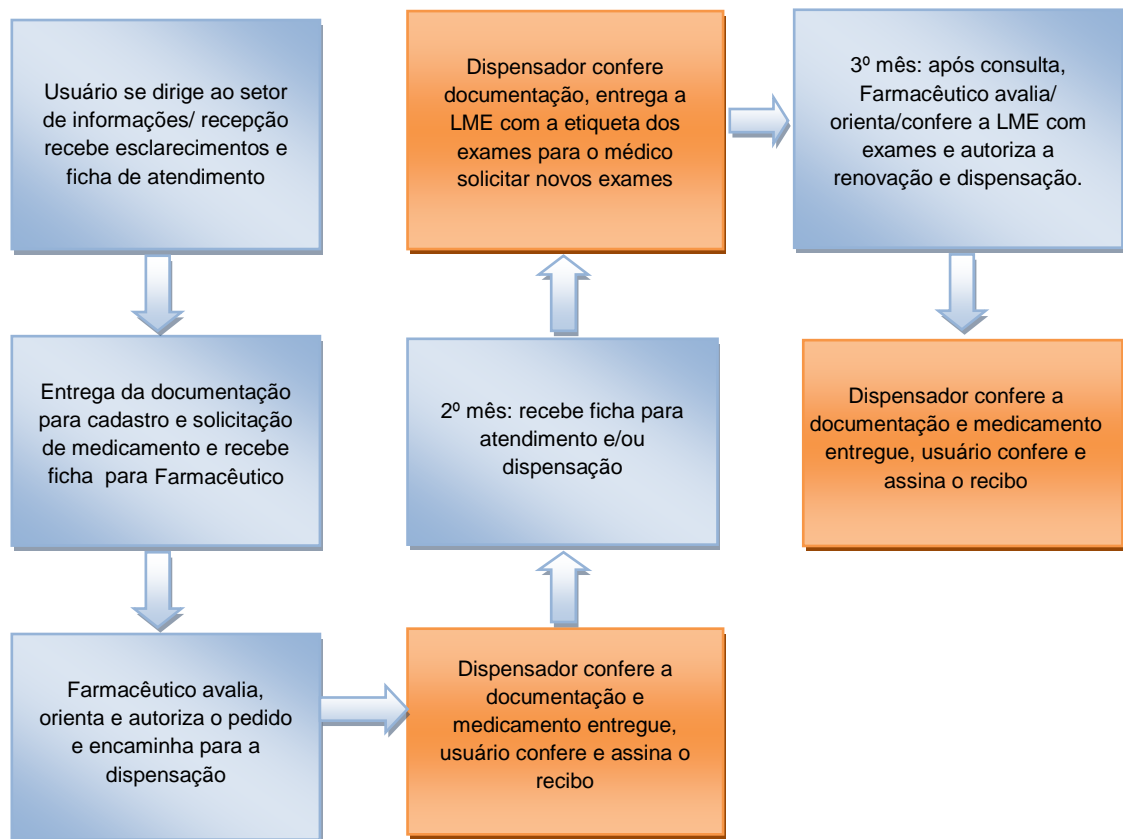 Usuário se dirige ao setor
de informações/ recepção
recebe esclarecimentos e
ficha de atendimento
Entrega da documentação
para cadastro e solicitação
de medicamento e recebe
ficha para Farmacêutico
Farmacêutico avalia,
orienta e autoriza o pedido
e encaminha para a
dispensação
Dispensador confere a
documentação e
medicamento entregue,
usuário confere e assina o
recibo
2º mês: recebe ficha para
atendimento e/ou
dispensação
Dispensador confere
documentação, entrega a
LME com a etiqueta dos
exames para o médico
solicitar novos exames
3º mês: após consulta,
Farmacêutico avalia/
orienta/confere a LME com
exames e autoriza a
renovação e dispensação.
Dispensador confere a
documentação e medicamento
entregue, usuário confere e
assina o recibo